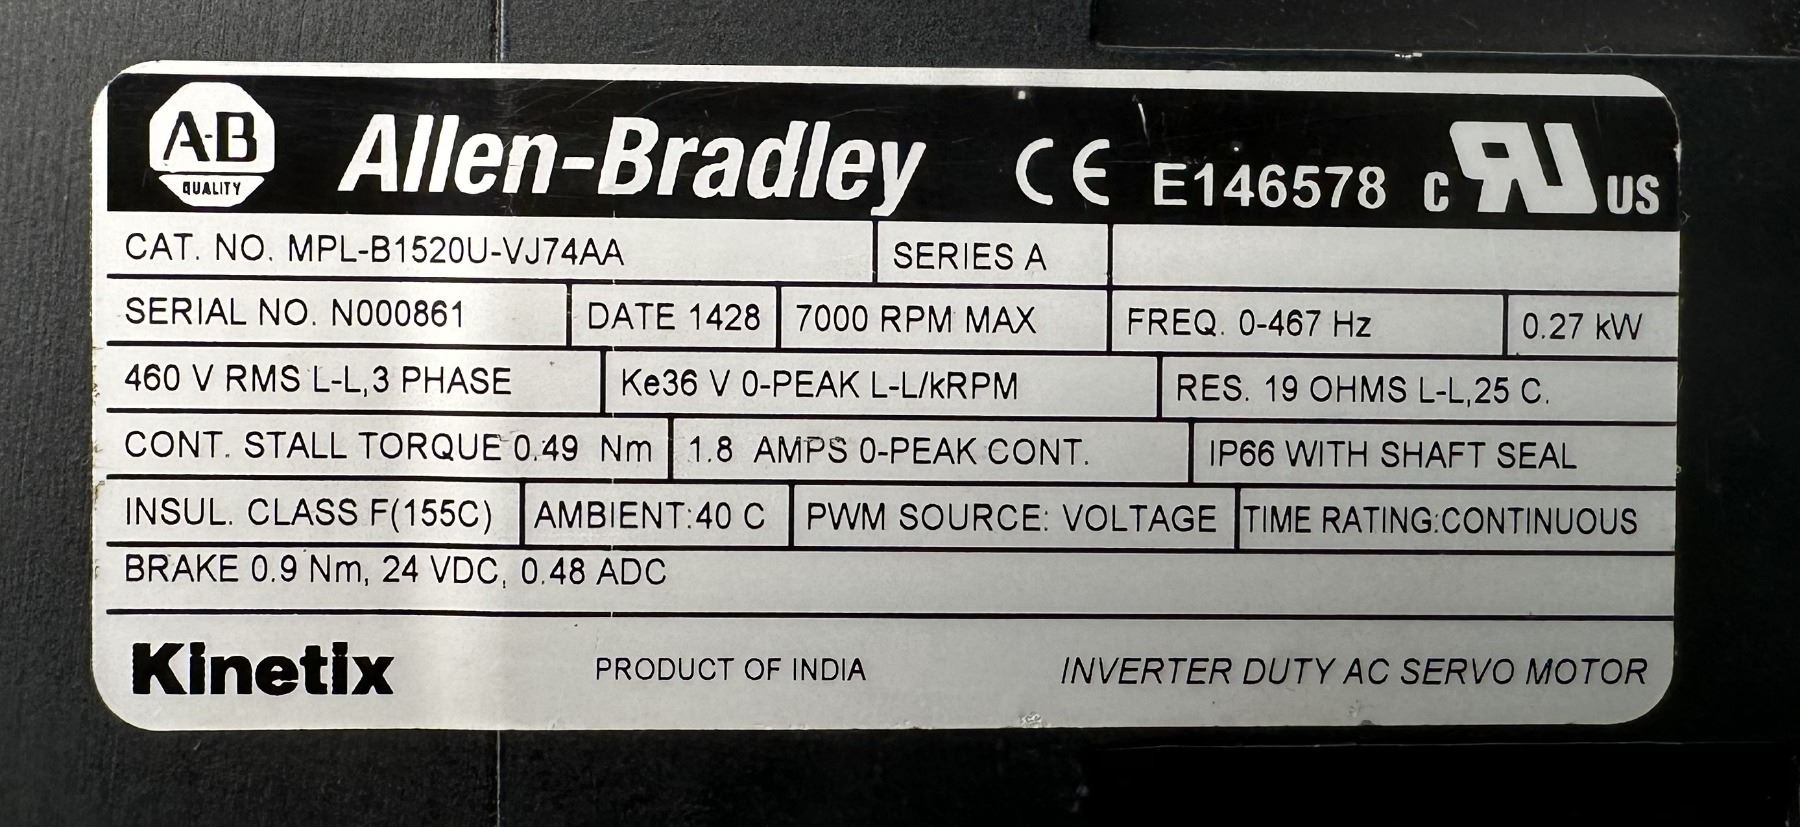 A-B QUALITY Allen-Bradley CE E146578 c RU US
CAT. NO. MPL-B1520U-VJ74AA SERIES A
SERIAL NO. N000861 DATE 1428 7000 RPM MAX FREQ. 0-467 Hz 0.27 kW
460 V RMS L-L,3 PHASE Ke36 V 0-PEAK L-L/kRPM RES. 19 OHMS L-L,25 C.
CONT. STALL TORQUE 0.49 Nm 1.8 AMPS 0-PEAK CONT. IP66 WITH SHAFT SEAL
INSUL. CLASS F(155C) AMBIENT:40 C PWM SOURCE: VOLTAGE TIME RATING:CONTINUOUS
BRAKE 0.9 Nm, 24 VDC, 0.48 ADC
Kinetix PRODUCT OF INDIA INVERTER DUTY AC SERVO MOTOR